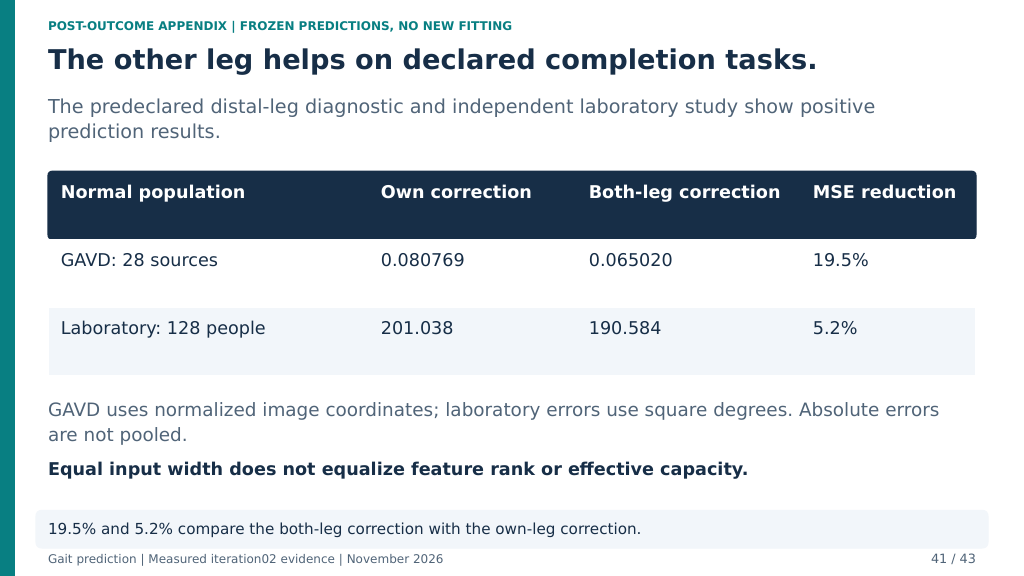 POST-OUTCOME APPENDIX | FROZEN PREDICTIONS, NO NEW FITTING
The other leg helps on declared completion tasks.
The predeclared distal-leg diagnostic and independent laboratory study show positive
prediction results.
Normal population Own correction Both-leg correction MSE reduction
GAVD: 28 sources 0.080769 0.065020 19.5%
Laboratory: 128 people 201.038 190.584 5.2%
GAVD uses normalized image coordinates; laboratory errors use square degrees. Absolute errors
are not pooled.
Equal input width does not equalize feature rank or effective capacity.
19.5% and 5.2% compare the both-leg correction with the own-leg correction.
Gait prediction | Measured iteration02 evidence | November 2026 41 / 43